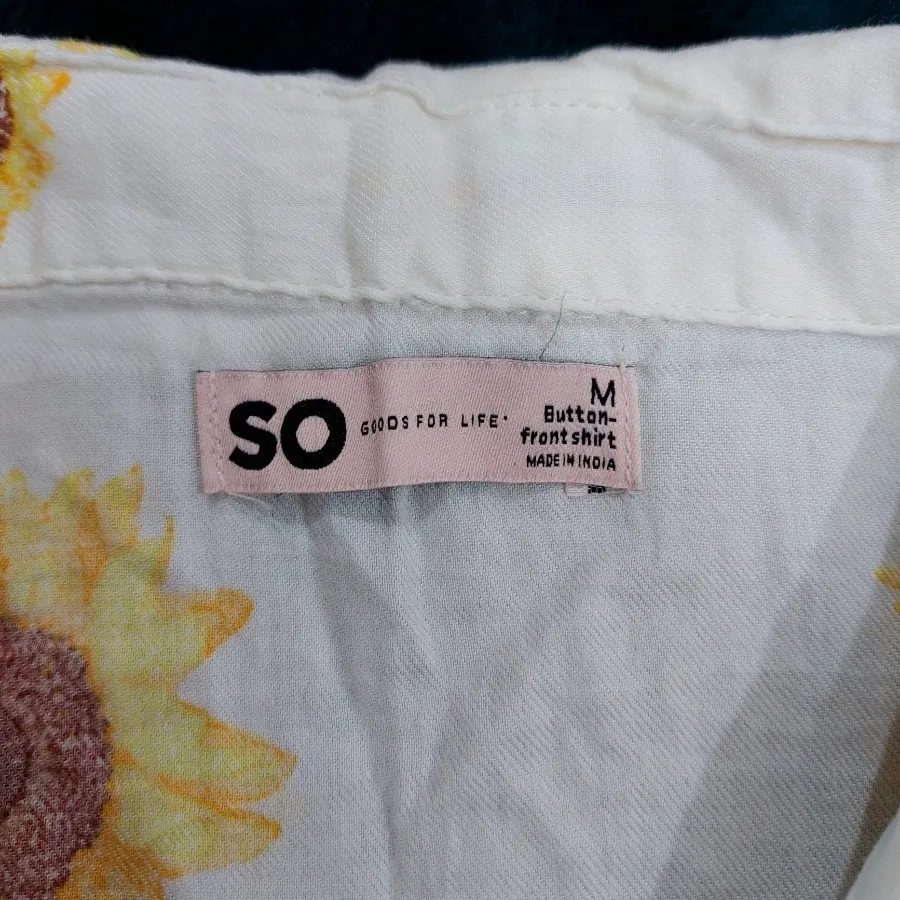 SO GOODS FOR LIFE·
M
Button-
front shirt
MADE IN INDIA